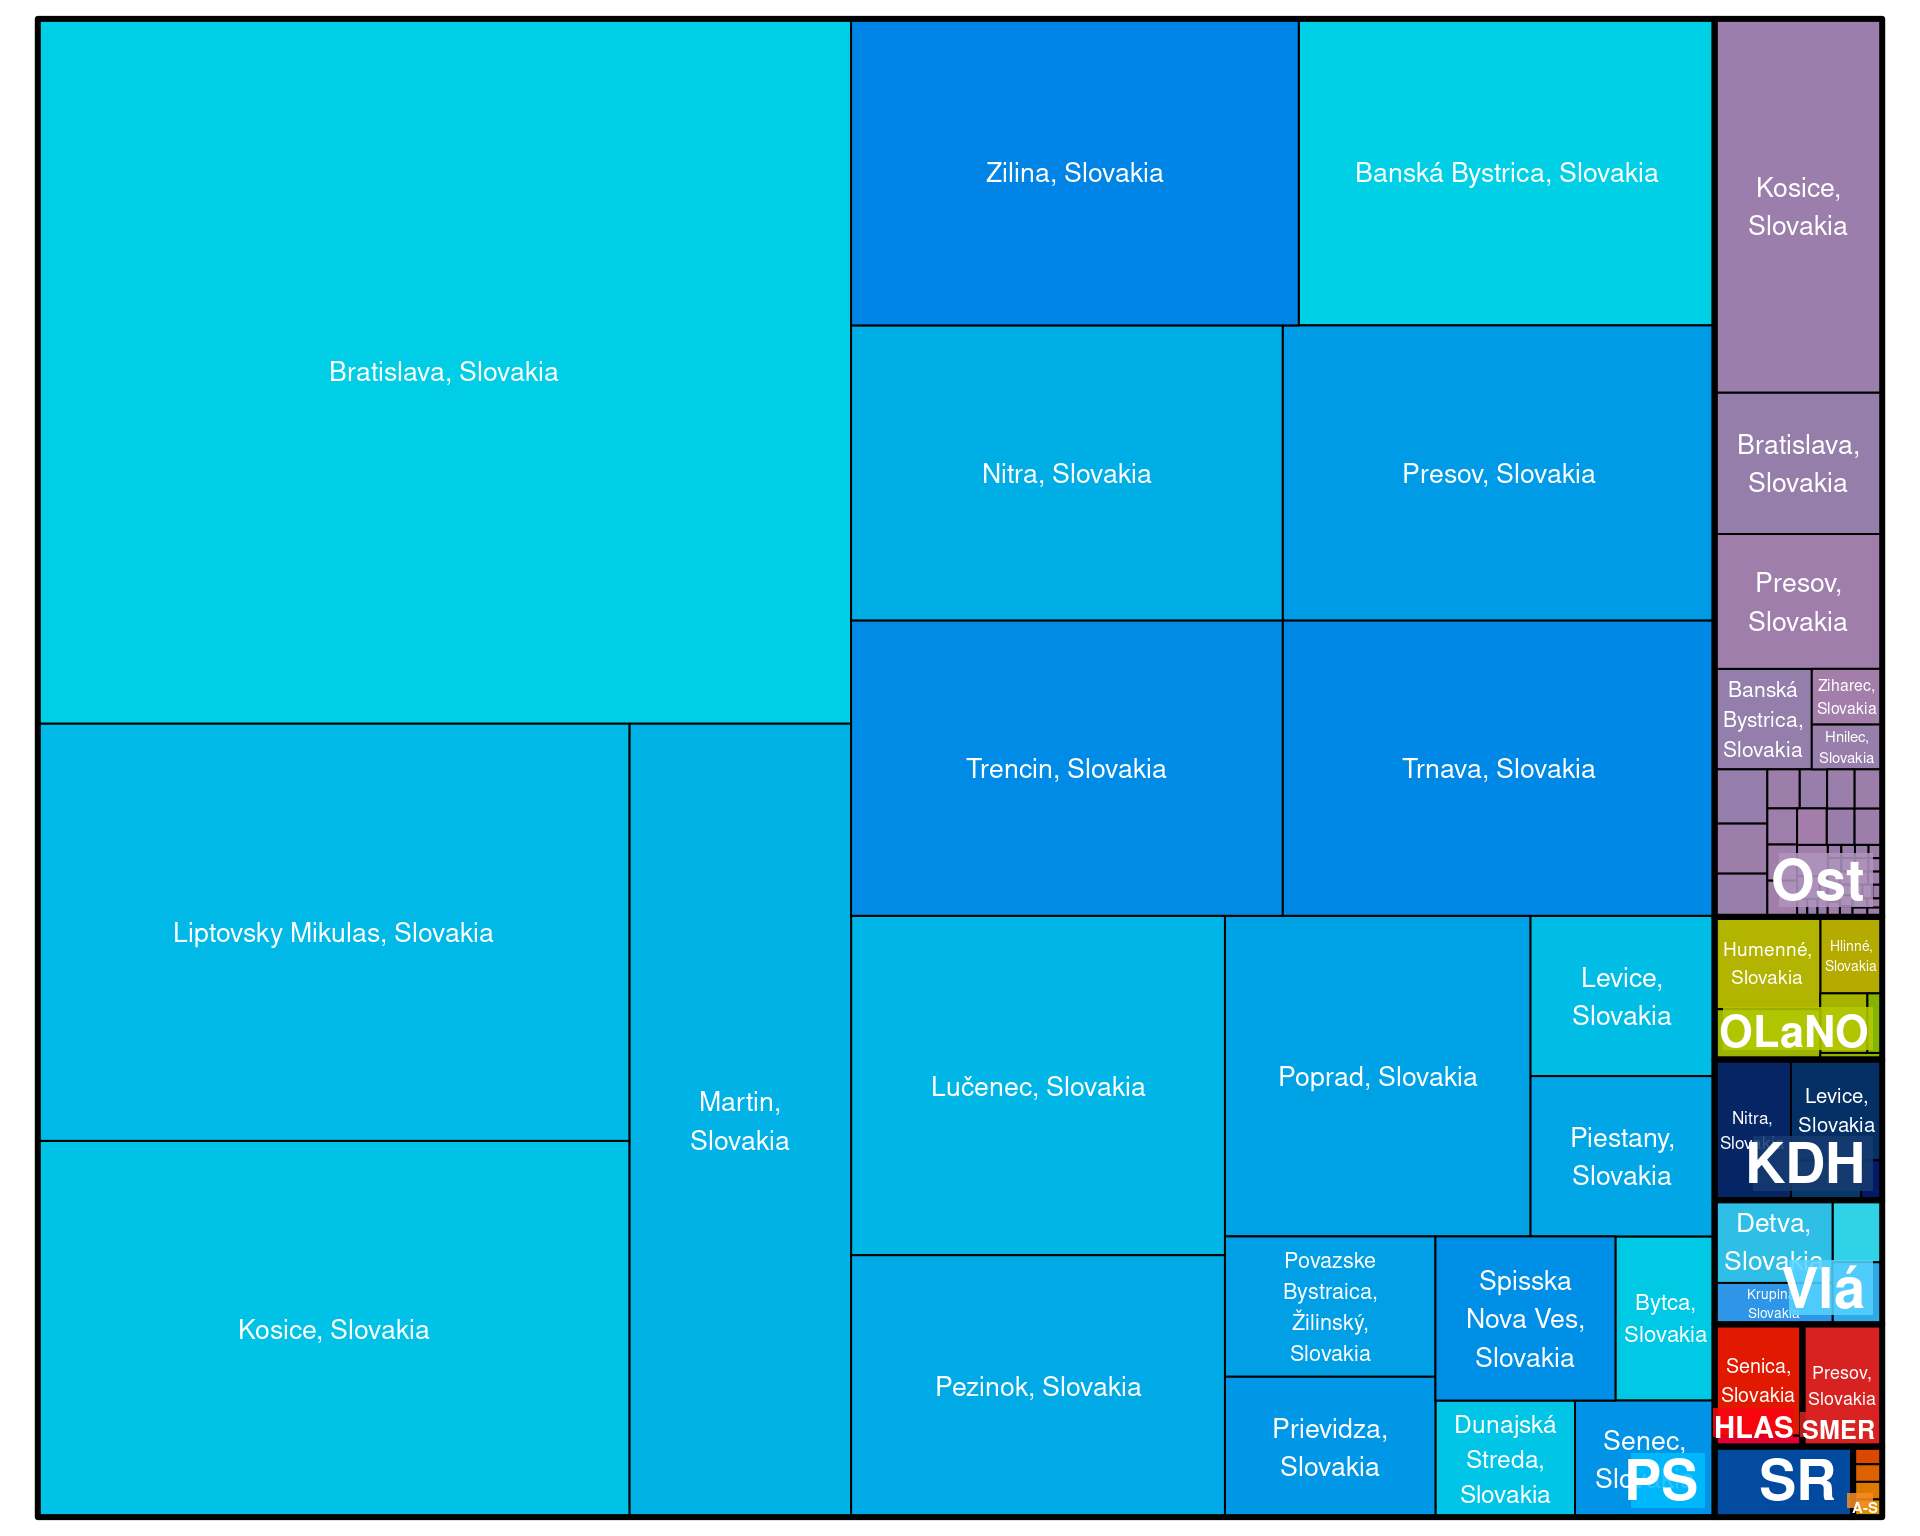 Bratislava, Slovakia
Zilina, Slovakia
Banská Bystrica, Slovakia
Nitra, Slovakia
Presov, Slovakia
Trencin, Slovakia
Trnava, Slovakia
Liptovsky Mikulas, Slovakia
Martin,
Slovakia
Kosice, Slovakia
Lučenec, Slovakia
Pezinok, Slovakia
Poprad, Slovakia
Levice,
Slovakia
Piestany,
Slovakia
Povazske
Bystraica,
Žilinský,
Slovakia
Spisska
Nova Ves,
Slovakia
Bytca,
Slovakia
Prievidza,
Slovakia
Dunajská
Streda,
Slovakia
Senec,
PS
Kosice,
Slovakia
Bratislava,
Slovakia
Presov,
Slovakia
Banská
Bystrica,
Slovakia
Ziharec,
Slovakia
Hnilec,
Slovakia
Ost
Humenné,
Slovakia
Hlinné,
Slovakia
OLaNO
Nitra,
Slovakia
Levice,
Slovakia
KDH
Detva,
Slovakia
Krupina,
Slovakia
Vlá
Senica,
Slovakia
HLAS
Presov,
Slovakia
SMER
SR
A-S